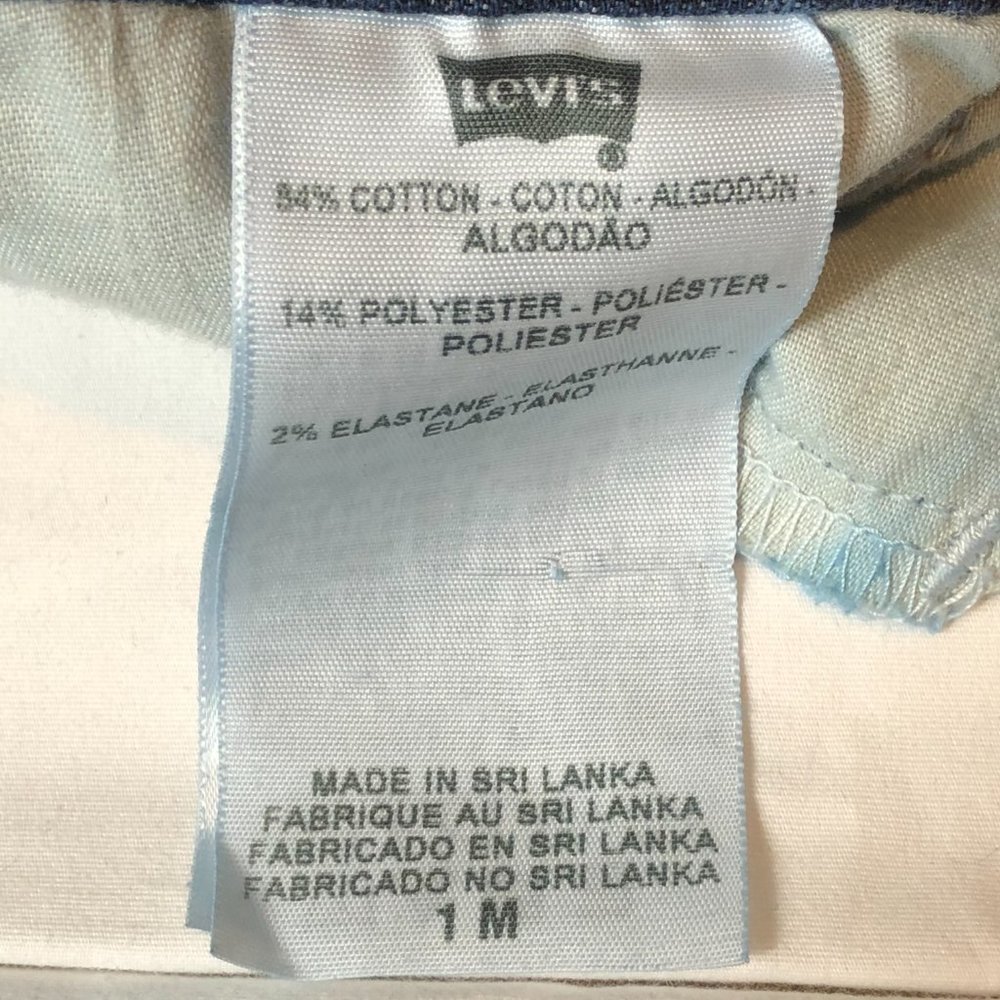 Levi's
®
84% COTTON - COTON - ALGODÓN -
ALGODÃO
14% POLYESTER - POLIÉSTER -
POLIESTER
2% ELASTANE - ELASTHANNE -
ELASTANO
MADE IN SRI LANKA
FABRIQUE AU SRI LANKA
FABRICADO EN SRI LANKA
FABRICADO NO SRI LANKA
1 M